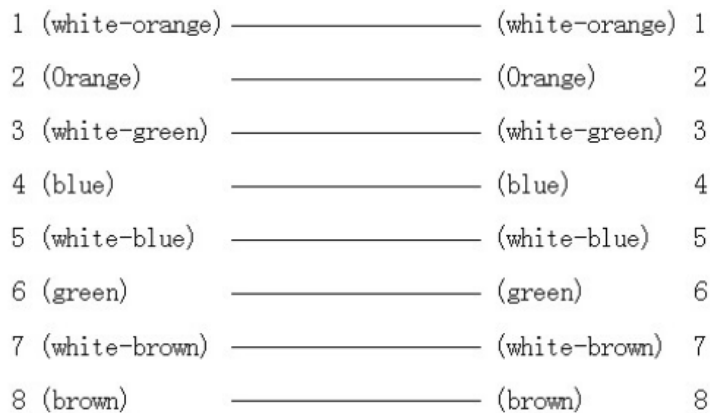 1 (white-orange) (white-orange) 1
2 (Orange) (Orange) 2
3 (white-green) (white-green) 3
4 (blue) (blue) 4
5 (white-blue) (white-blue) 5
6 (green) (green) 6
7 (white-brown) (white-brown) 7
8 (brown) (brown) 8